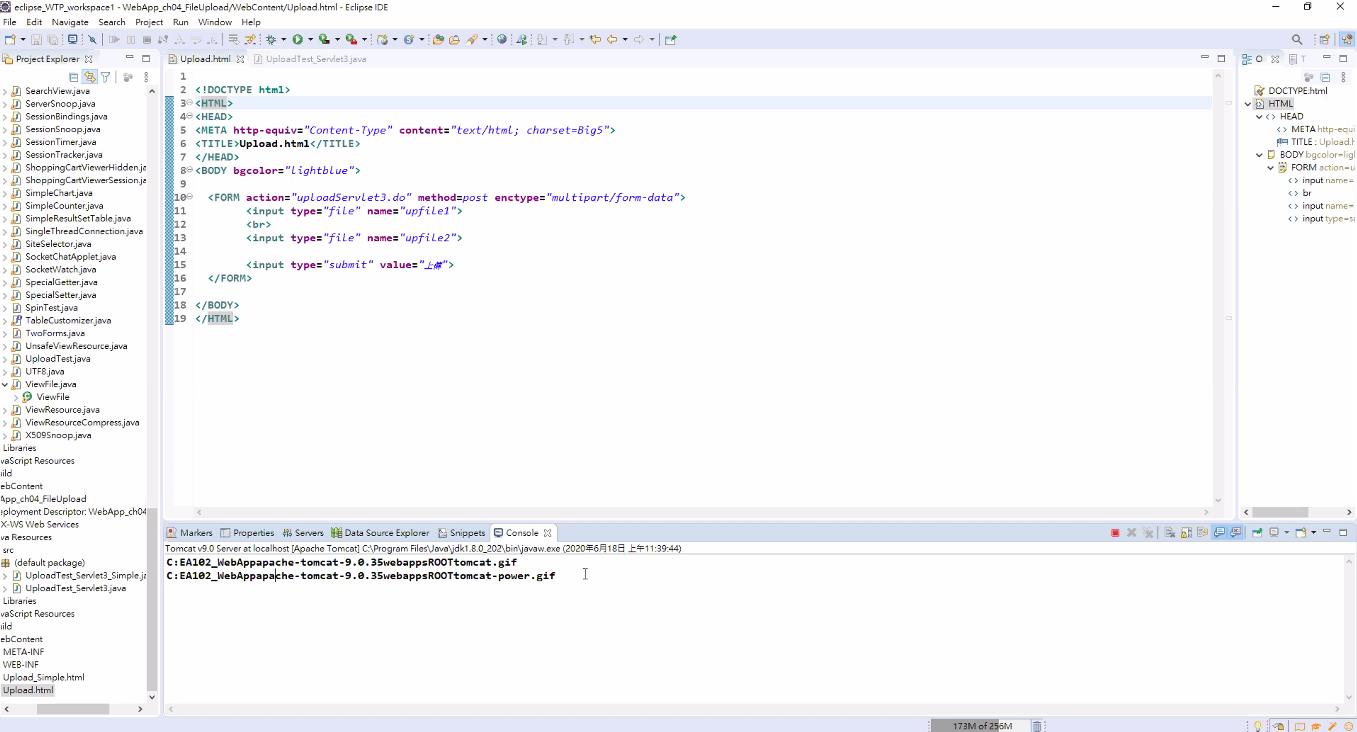 eclipse_WTP_workspace1 - WebApp_ch04_FileUpload/WebContent/Upload.html - Eclipse IDE
File Edit Navigate Search Project Run Window Help
Project Explorer
Upload.html
UploadTest_Servlet3.java
O
T
SearchView.java
ServerSnoop.java
SessionBindings.java
SessionSnoop.java
SessionTimer.java
SessionTracker.java
ShoppingCartViewerHidden.ja
ShoppingCartViewerSession.ja
SimpleChart.java
SimpleCounter.java
SimpleResultSetTable.java
SingleThreadConnection.java
SiteSelector.java
SocketChatApplet.java
SocketWatch.java
SpecialGetter.java
SpecialSetter.java
SpinTest.java
TableCustomizer.java
TwoForms.java
UnsafeViewResource.java
UploadTest.java
UTF8.java
ViewFile.java
ViewFile
ViewResource.java
ViewResourceCompress.java
X509Snoop.java
Libraries
vaScript Resources
ild
ebContent
App_ch04_FileUpload
eployment Descriptor: WebApp_ch04
X-WS Web Services
va Resources
src
(default package)
UploadTest_Servlet3_Simple.ja
UploadTest_Servlet3.java
Libraries
vaScript Resources
ild
ebContent
META-INF
WEB-INF
Upload_Simple.html
Upload.html
1
2 <!DOCTYPE html>
3 <HTML>
4 <HEAD>
5 <META http-equiv="Content-Type" content="text/html; charset=Big5">
6 <TITLE>Upload.html</TITLE>
7 </HEAD>
8 <BODY bgcolor="lightblue">
9
10 <FORM action="uploadServlet3.do" method=post enctype="multipart/form-data">
11 <input type="file" name="upfile1">
12 <br>
13 <input type="file" name="upfile2">
14
15 <input type="submit" value="上傳">
16 </FORM>
17
18 </BODY>
19 </HTML>
DOCTYPE:html
HTML
HEAD
META http-equi
TITLE : Upload.h
BODY bgcolor=ligh
FORM action=u
input name=
br
input name=
input type=su
Markers Properties Servers Data Source Explorer Snippets Console
Tomcat v9.0 Server at localhost [Apache Tomcat] C:\Program Files\Java\jdk1.8.0_202\bin\javaw.exe (2020年6月18日 上午11:39:44)
C:EA102_WebAppapache-tomcat-9.0.35webappsROOTtomcat.gif
C:EA102_WebAppapache-tomcat-9.0.35webappsROOTtomcat-power.gif
173M of 256M